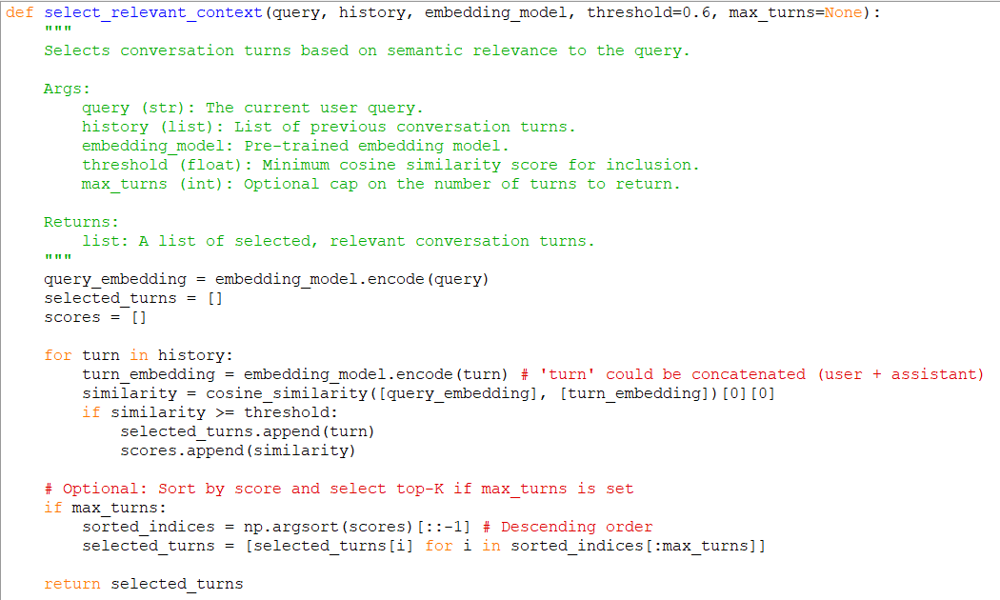 def select_relevant_context(query, history, embedding_model, threshold=0.6, max_turns=None):
    """
    Selects conversation turns based on semantic relevance to the query.

    Args:
        query (str): The current user query.
        history (list): List of previous conversation turns.
        embedding_model: Pre-trained embedding model.
        threshold (float): Minimum cosine similarity score for inclusion.
        max_turns (int): Optional cap on the number of turns to return.

    Returns:
        list: A list of selected, relevant conversation turns.
    """
    query_embedding = embedding_model.encode(query)
    selected_turns = []
    scores = []

    for turn in history:
        turn_embedding = embedding_model.encode(turn) # 'turn' could be concatenated (user + assistant)
        similarity = cosine_similarity([query_embedding], [turn_embedding])[0][0]
        if similarity >= threshold:
            selected_turns.append(turn)
            scores.append(similarity)

    # Optional: Sort by score and select top-K if max_turns is set
    if max_turns:
        sorted_indices = np.argsort(scores)[::-1] # Descending order
        selected_turns = [selected_turns[i] for i in sorted_indices[:max_turns]]

    return selected_turns